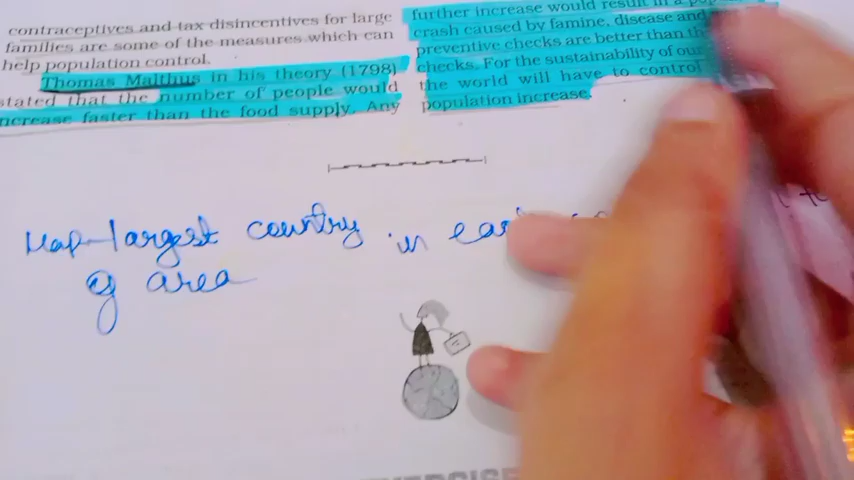 contraceptives and tax disincentives for large
families are some of the measures which can
help population control.
Thomas Malthus in his theory (1798)
stated that the number of people would
increase faster than the food supply. Any
further increase would result in a
crash caused by famine, disease and
preventive checks are better than
checks. For the sustainability of our
the world will have to control
population increase.
Map-largest country in each
of area
EXERCISE